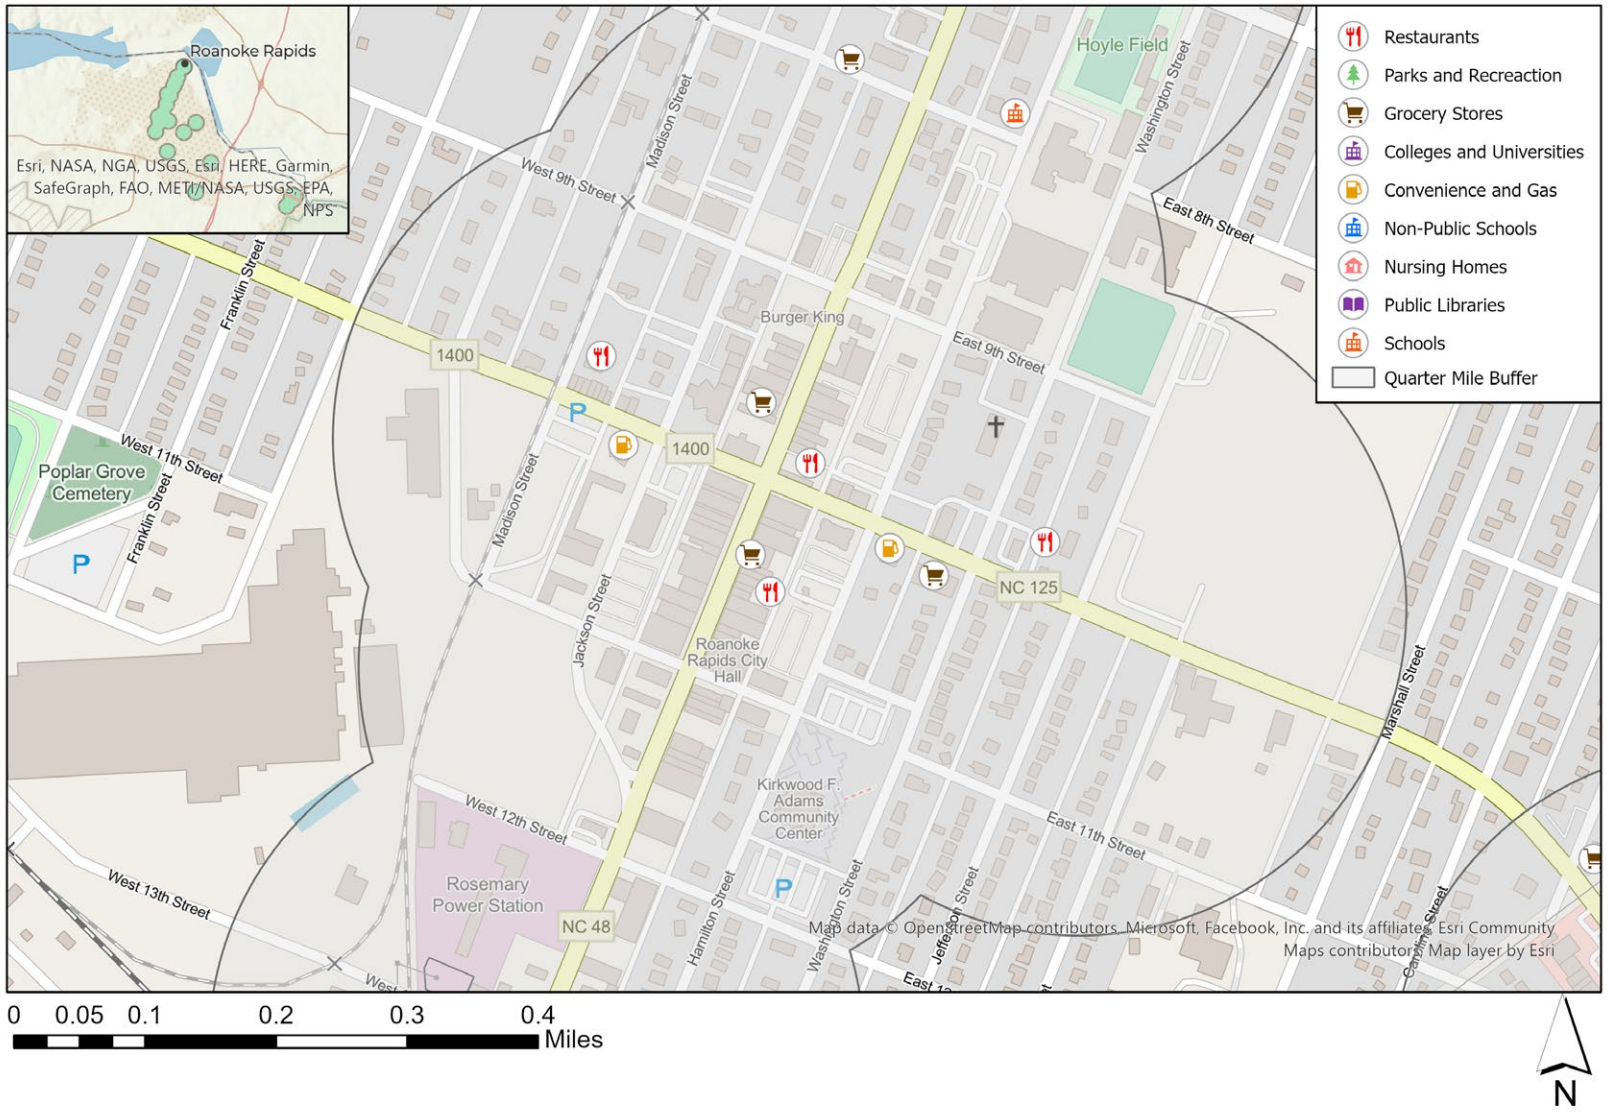 Roanoke Rapids
Esri, NASA, NGA, USGS, Esri, HERE, Garmin,
SafeGraph, FAO, METI/NASA, USGS, EPA,
NPS
Hoyle Field
Madison Street
Washington Street
West 9th Street
East 8th Street
Franklin Street
Burger King
1400
East 9th Street
P
1400
West 11th Street
Poplar Grove
Cemetery
Franklin Street
P
Madison Street
NC 125
Jackson Street
Roanoke
Rapids City
Hall
Marshall Street
Kirkwood F.
Adams
Community
Center
West 12th Street
East 11th Street
West 13th Street
Rosemary
Power Station
P
NC 48
Hamilton Street
Washington Street
Jefferson Street
Caroline Street
West
East 12
Map data © OpenStreetMap contributors, Microsoft, Facebook, Inc. and its affiliates, Esri Community
Maps contributors, Map layer by Esri
Restaurants
Parks and Recreaction
Grocery Stores
Colleges and Universities
Convenience and Gas
Non-Public Schools
Nursing Homes
Public Libraries
Schools
Quarter Mile Buffer
0 0.05 0.1 0.2 0.3 0.4
Miles
N